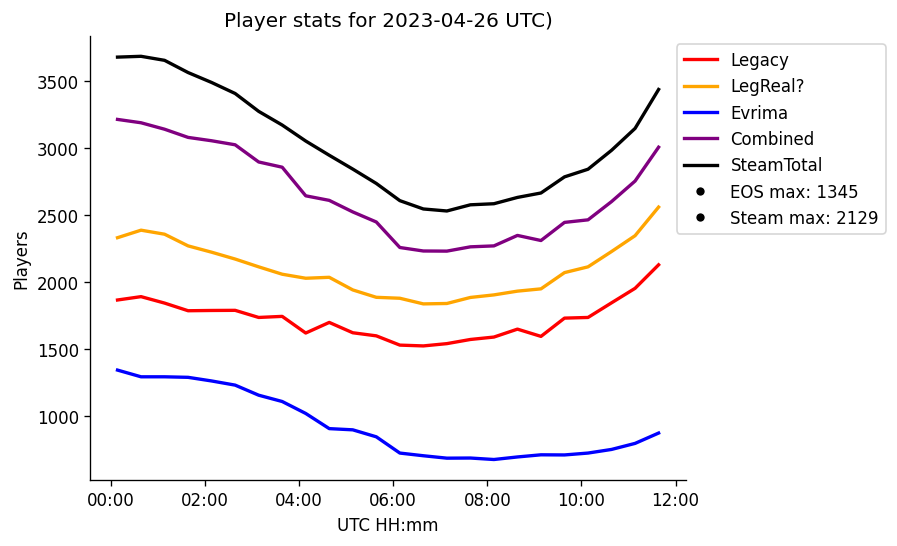 Player stats for 2023-04-26 UTC)
Legacy
LegReal?
Evrima
Combined
SteamTotal
EOS max: 1345
Steam max: 2129
Players
3500
3000
2500
2000
1500
1000
00:00 02:00 04:00 06:00 08:00 10:00 12:00
UTC HH:mm